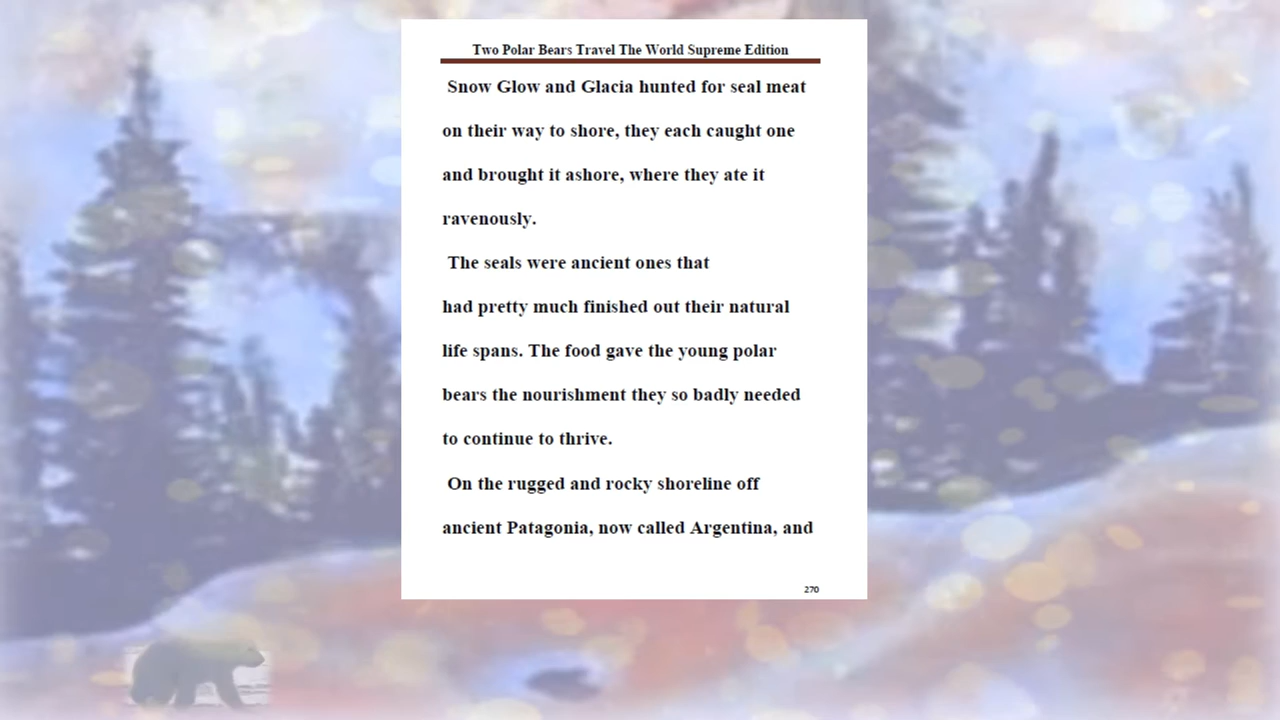 Two Polar Bears Travel The World Supreme Edition
Snow Glow and Glacia hunted for seal meat
on their way to shore, they each caught one
and brought it ashore, where they ate it
ravenously.
The seals were ancient ones that
had pretty much finished out their natural
life spans. The food gave the young polar
bears the nourishment they so badly needed
to continue to thrive.
On the rugged and rocky shoreline off
ancient Patagonia, now called Argentina, and
270